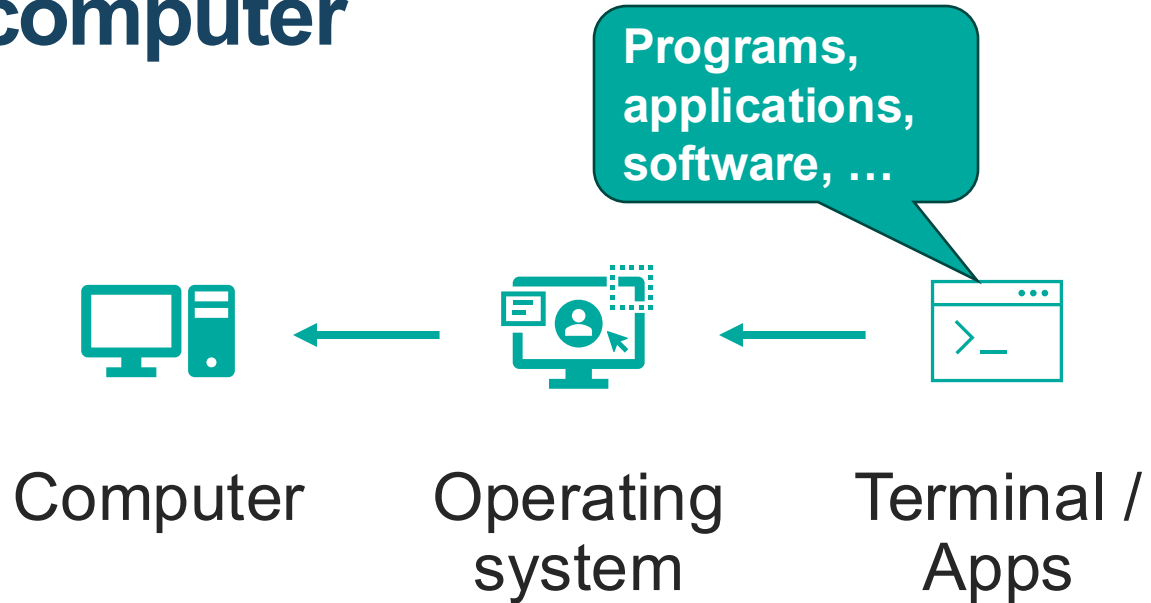 computer
Programs,
applications,
software, …
>_
Computer
Operating
system
Terminal /
Apps